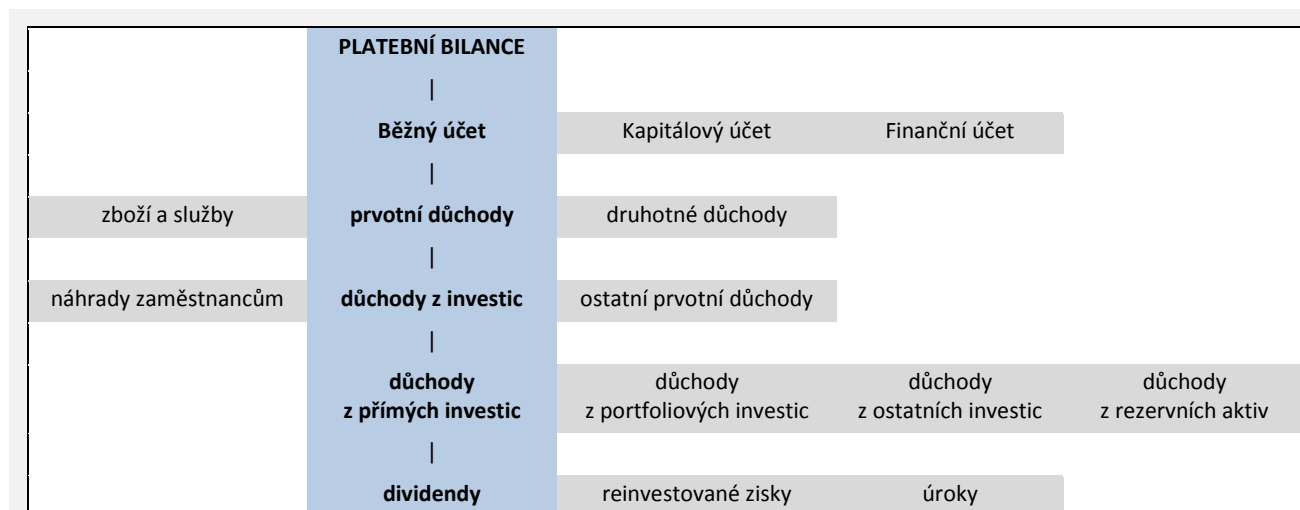 PLATEBNÍ BILANCE
|
Běžný účet Kapitálový účet Finanční účet
|
zboží a služby prvotní důchody druhotné důchody
|
náhrady zaměstnancům důchody z investic ostatní prvotní důchody
|
důchody důchody důchody důchody
z přímých investic z portfoliových investic z ostatních investic z rezervních aktiv
|
dividendy reinvestované zisky úroky